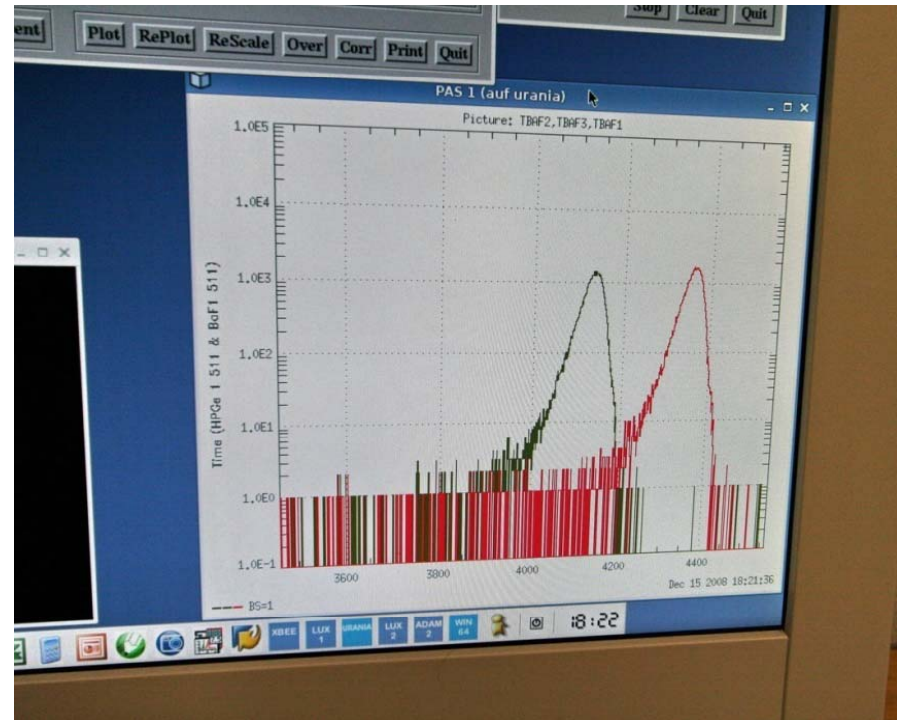 Stop Clear Quit
ent Plot RePlot ReScale Over Corr Print Quit
PAS 1 (auf urania)
Picture: TBAF2,TBAF3,TBAF1
1.0E5
1.0E4
1.0E3
1.0E2
1.0E1
1.0E0
1.0E-1
Time (HPGe 1 511 & BaF1 511)
3600 3800 4000 4200 4400
Dec 15 2008 18:21:36
BS=1
XBEE LUX 1 URANIA LUX 2 ADAM 2 WIN 64 18:22